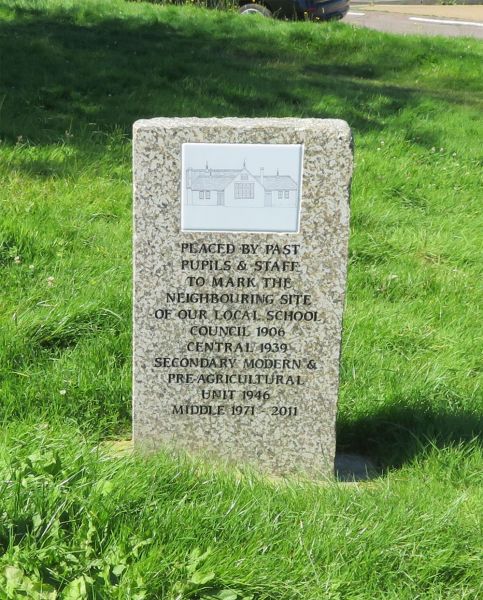 PLACED BY PAST
PUPILS & STAFF
TO MARK THE
NEIGHBOURING SITE
OF OUR LOCAL SCHOOL
COUNCIL 1906
CENTRAL 1939
SECONDARY MODERN &
PRE-AGRICULTURAL
UNIT 1946
MIDDLE 1971 - 2011